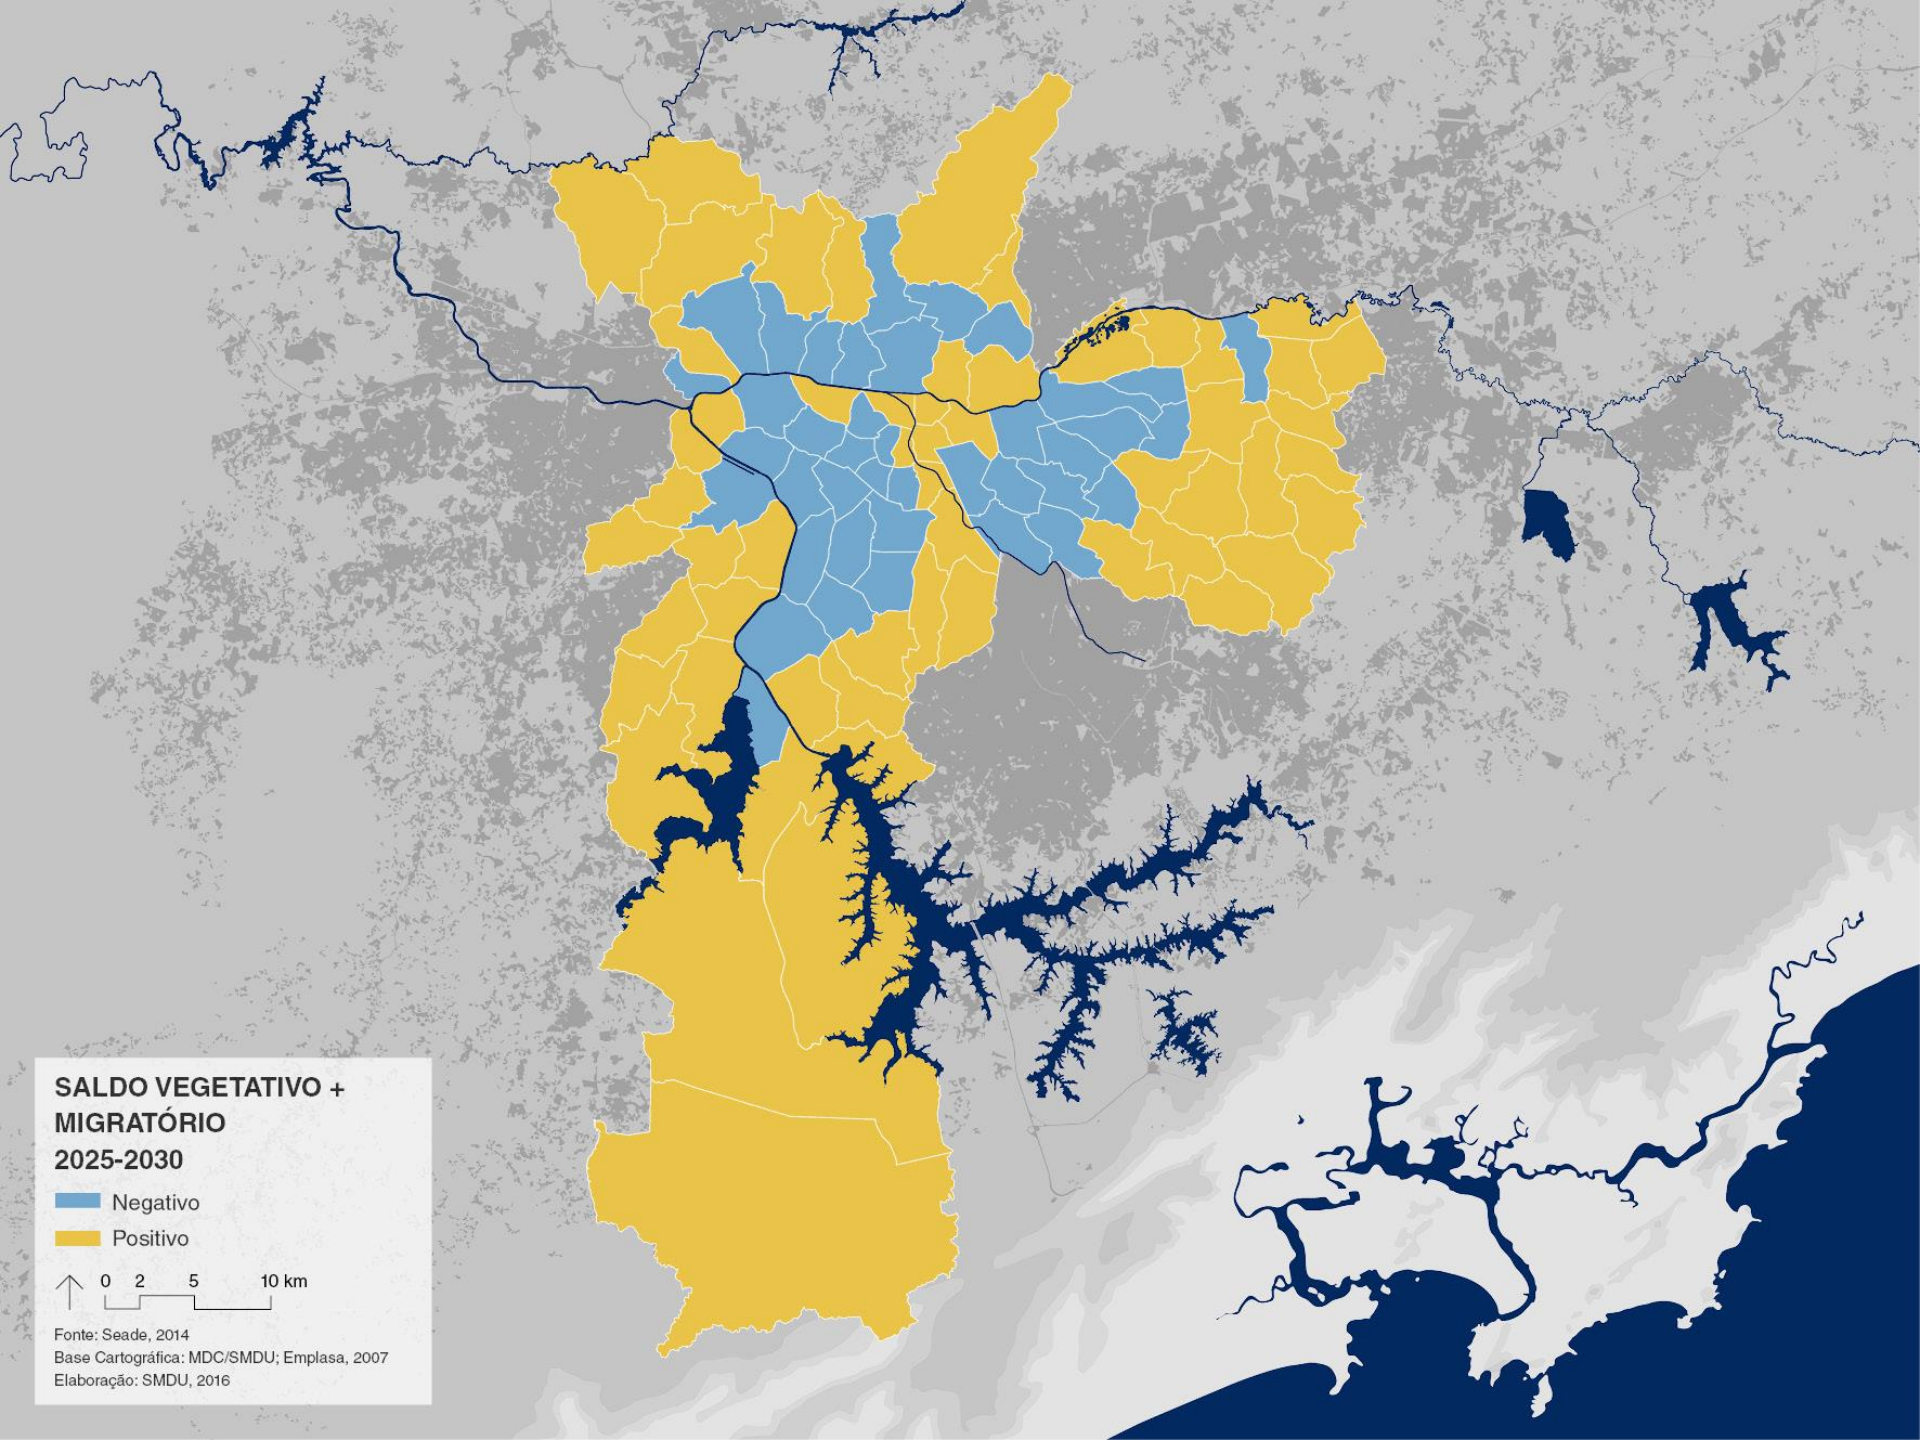 SALDO VEGETATIVO +
MIGRATÓRIO
2025-2030
Negativo
Positivo
0 2 5 10 km
Fonte: Seade, 2014
Base Cartográfica: MDC/SMDU; Emplasa, 2007
Elaboração: SMDU, 2016